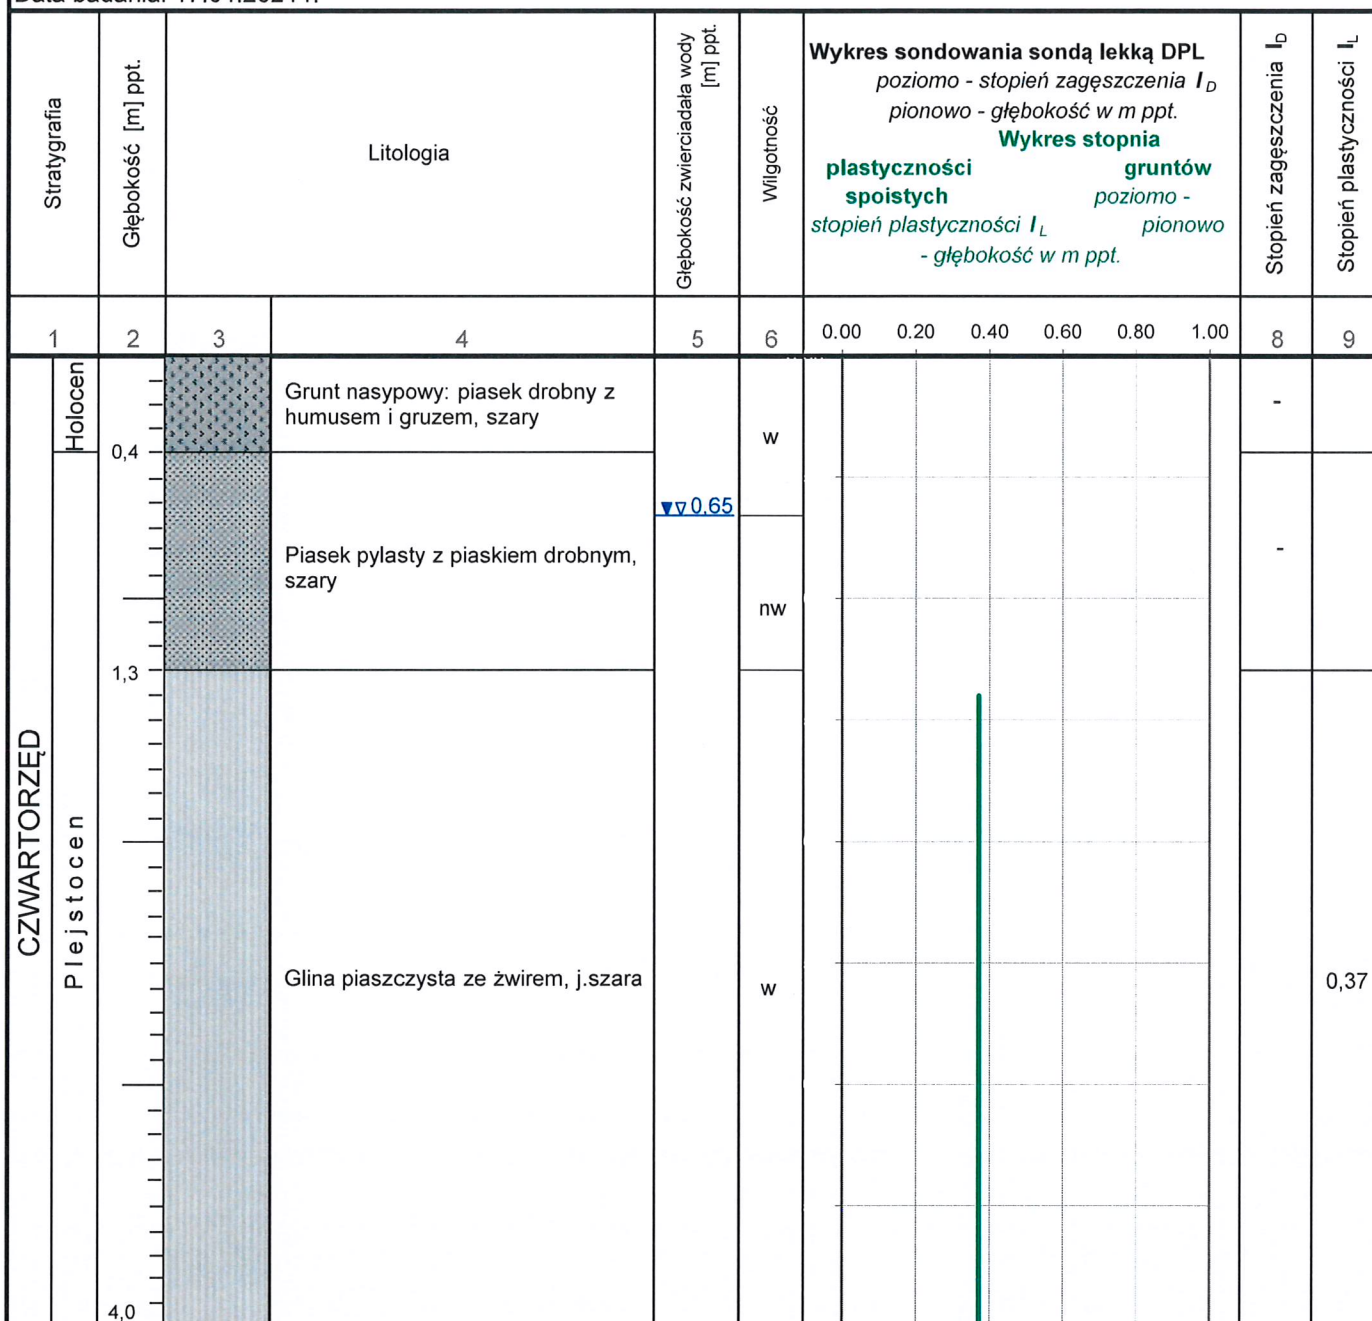 Stratygrafia
Głębokość [m] ppt.
Litologia
Głębokość zwierciadała wody
[m] ppt.
Wilgotność
Wykres sondowania sondą lekką DPL
poziomo - stopień zagęszczenia I D
pionowo - głębokość w m ppt.
Wykres stopnia
plastyczności gruntów
spoistych poziomo -
stopień plastyczności I L pionowo
- głębokość w m ppt.
Stopień zagęszczenia I D
Stopień plastyczności I L
1 2 3 4 5 6 0.00 0.20 0.40 0.60 0.80 1.00 8 9
CZWARTORZĘD
Holocen
Grunt nasypowy: piasek drobny z
humusem i gruzem, szary
w
-
0,4
0,65
Piasek pylasty z piaskiem drobnym,
szary
nw
-
1,3
Plejstocen
Glina piaszczysta ze żwirem, j.szara
w
0,37
4,0